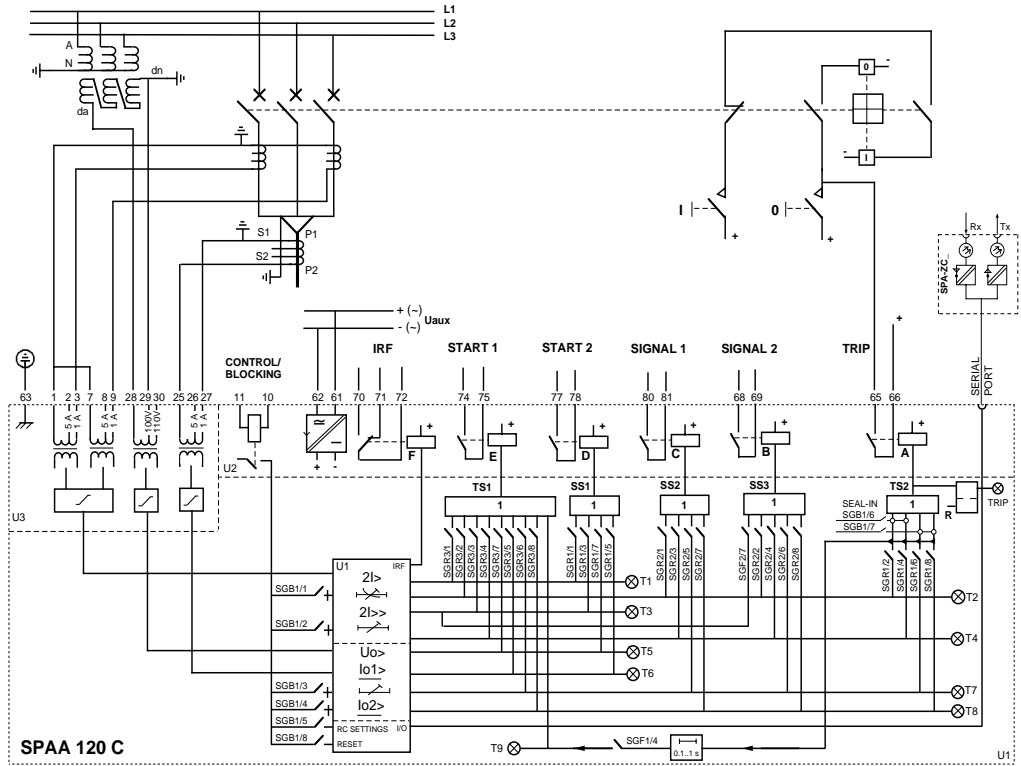 L1
L2
L3
A
N
dn
da
0
-
I
-
I
0
+
+
S1
P1
S2
P2
Rx
Tx
SPA-ZC_
SERIAL
PORT
+ (~)
- (~)
Uaux
CONTROL/
BLOCKING
IRF
START 1
START 2
SIGNAL 1
SIGNAL 2
TRIP
+
63
1
2
3
7
8
9
28
29
30
25
26
27
11
10
62
61
70
71
72
74
75
77
78
80
81
68
69
65
66
5 A
1 A
5 A
1 A
100V
110V
5 A
1 A
U2
+
-
+
F
+
E
+
D
+
C
+
B
+
A
U3
TS1
1
SS1
1
SS2
1
SS3
1
TS2
1
SEAL-IN
SGB1/6
SGB1/7
R
TRIP
SGR3/1
SGR3/2
SGR3/3
SGR3/4
SGR3/7
SGR3/5
SGR3/6
SGR3/8
SGR1/1
SGR1/3
SGR1/7
SGR1/5
SGR2/1
SGR2/3
SGR2/5
SGR2/7
SGF2/7
SGR2/2
SGR2/4
SGR2/6
SGR2/8
SGR1/2
SGR1/4
SGR1/6
SGR1/8
U1
IRF
2I>
2I>>
Uo>
Io1>
Io2>
RC SETTINGS
I/O
RESET
SGB1/1
SGB1/2
SGB1/3
SGB1/4
SGB1/5
SGB1/8
T1
T2
T3
T4
T5
T6
T7
T8
T9
SGF1/4
0.1..1 s
SPAA 120 C
U1